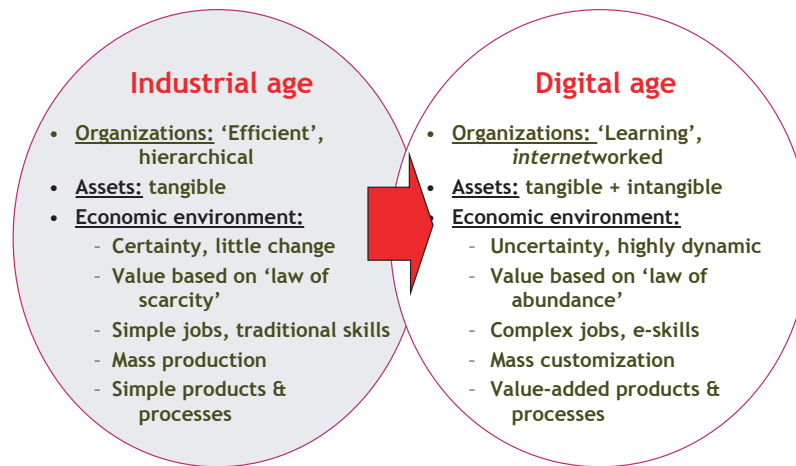 Industrial age
• Organizations: ‘Efficient’,
hierarchical
• Assets: tangible
• Economic environment:
– Certainty, little change
– Value based on ‘law of
scarcity’
– Simple jobs, traditional skills
– Mass production
– Simple products &
processes
Digital age
• Organizations: ‘Learning’,
internetworked
• Assets: tangible + intangible
• Economic environment:
– Uncertainty, highly dynamic
– Value based on ‘law of
abundance’
– Complex jobs, e-skills
– Mass customization
– Value-added products &
processes